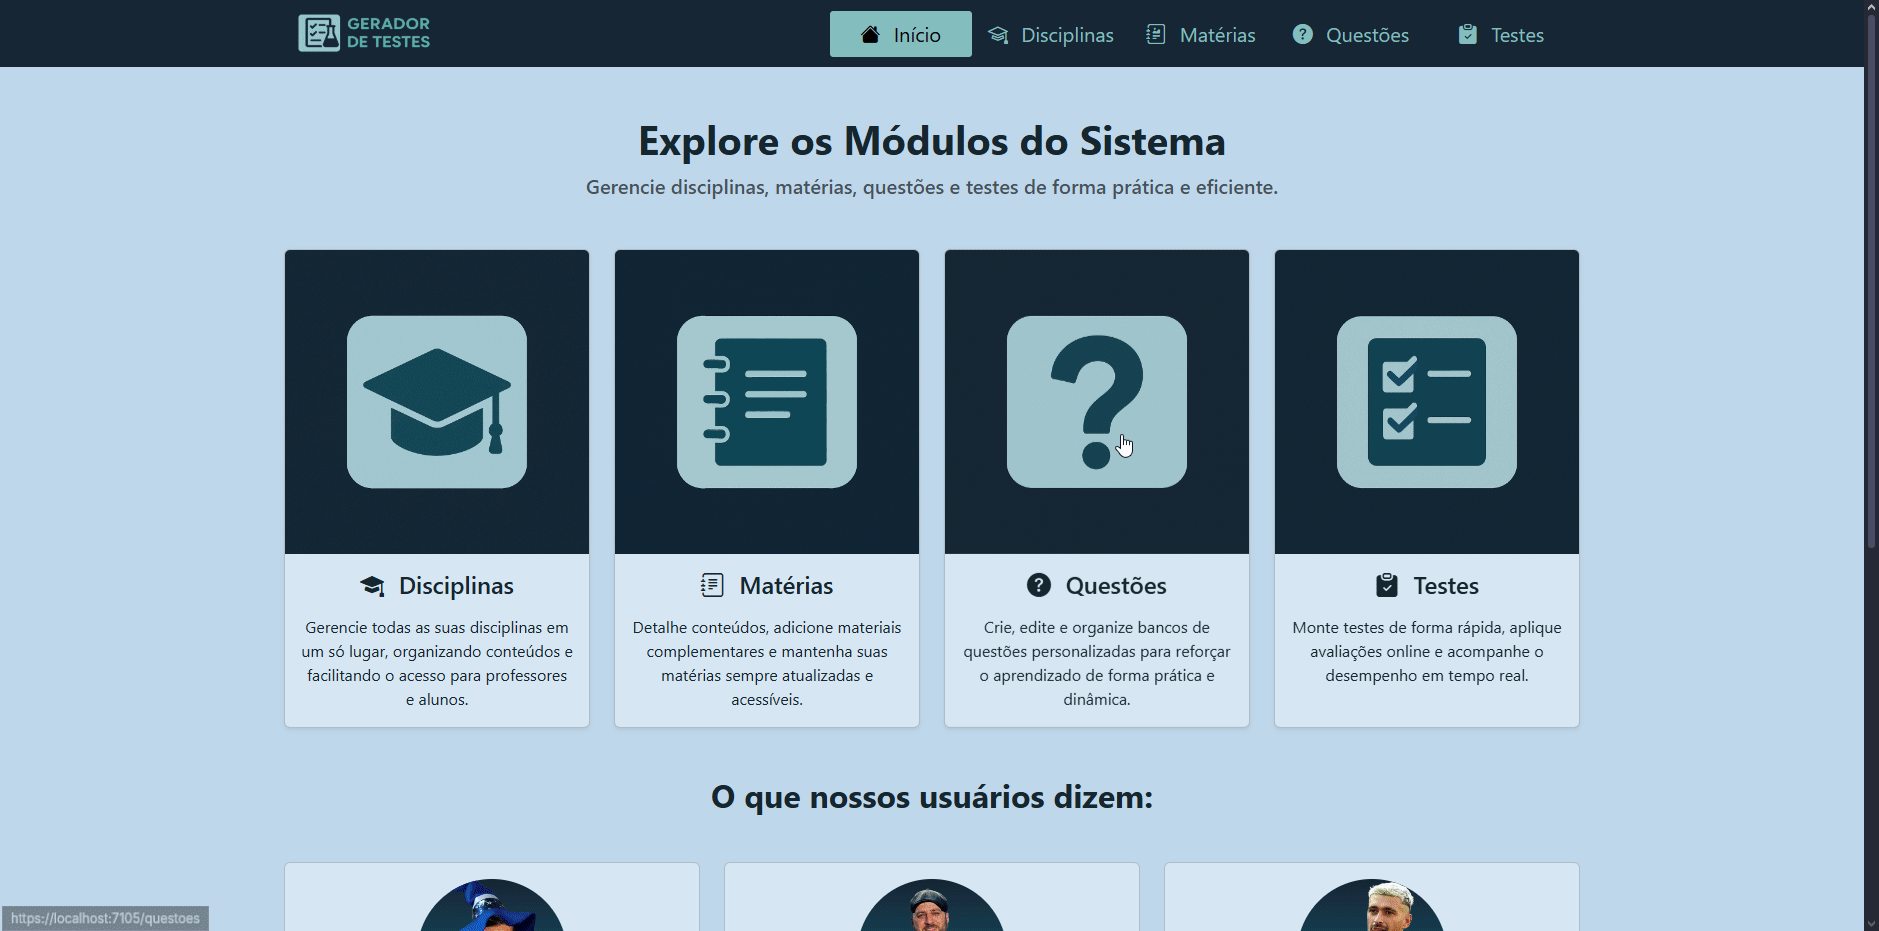 GERADOR
DE TESTES
Início
Disciplinas
Matérias
Questões
Testes
Explore os Módulos do Sistema
Gerencie disciplinas, matérias, questões e testes de forma prática e eficiente.
Disciplinas
Gerencie todas as suas disciplinas em
um só lugar, organizando conteúdos e
facilitando o acesso para professores
e alunos.
Matérias
Detalhe conteúdos, adicione materiais
complementares e mantenha suas
matérias sempre atualizadas e
acessíveis.
Questões
Crie, edite e organize bancos de
questões personalizadas para reforçar
o aprendizado de forma prática e
dinâmica.
Testes
Monte testes de forma rápida, aplique
avaliações online e acompanhe o
desempenho em tempo real.
O que nossos usuários dizem:
https://localhost:7105/questoes